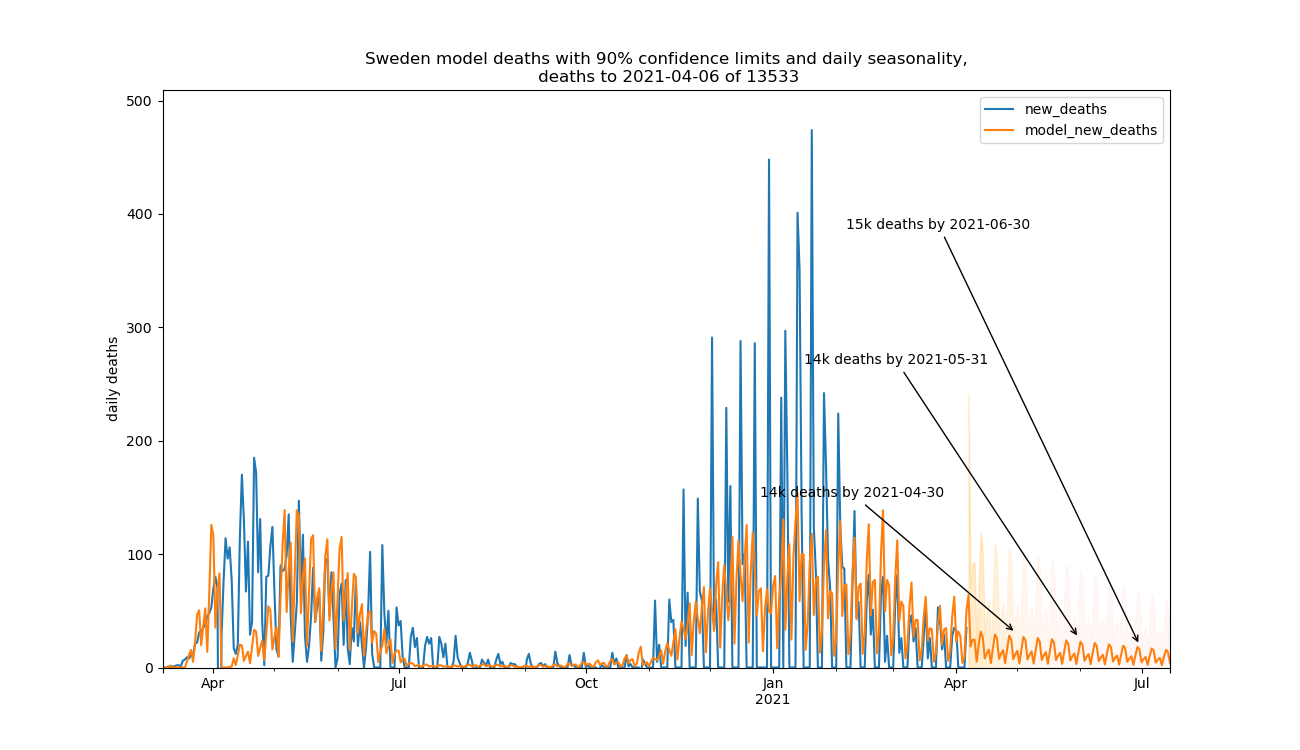 Sweden model deaths with 90% confidence limits and daily seasonality,
deaths to 2021-04-06 of 13533
500
400
300
200
100
0
daily deaths
new_deaths
model_new_deaths
15k deaths by 2021-06-30
14k deaths by 2021-05-31
14k deaths by 2021-04-30
Apr
Jul
Oct
Jan
2021
Apr
Jul